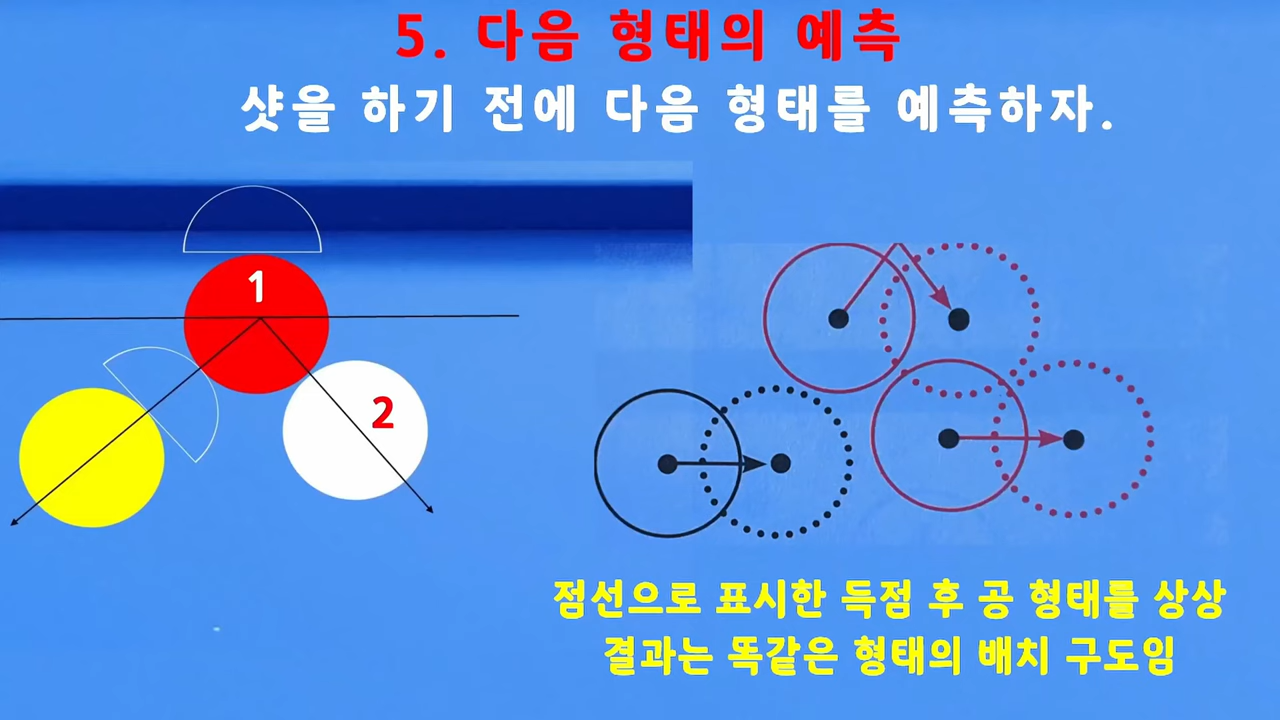 5. 다음 형태의 예측
샷을 하기 전에 다음 형태를 예측하자.
1
2
점선으로 표시한 득점 후 공 형태를 상상
결과는 똑같은 형태의 배치 구도임